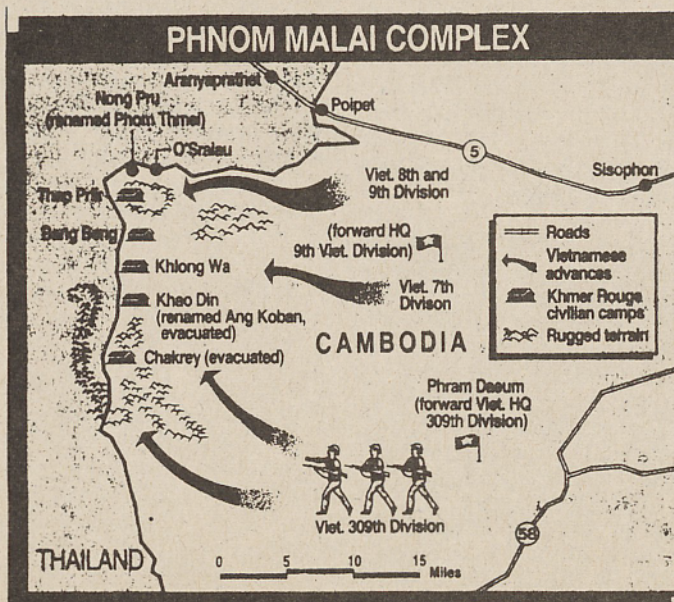 PHNOM MALAI COMPLEX
Aranyaprathet
Nong Pru
(renamed Phom Thmei)
Poipet
O'Sralau
5
Sisophon
Thap Prik
Viet. 8th and
9th Division
(forward HQ
9th Viet. Division)
Bang Beng
Khlong Wa
Viet. 7th
Divison
Khao Din
(renamed Ang Koban,
evacuated)
CAMBODIA
Chakrey (evacuated)
Roads
Vietnamese
advances
Khmer Rouge
civilian camps
Rugged terrain
Phram Daeum
(forward Viet. HQ
309th Division)
Viet. 309th Division
58
THAILAND
0 5 10 15
Miles